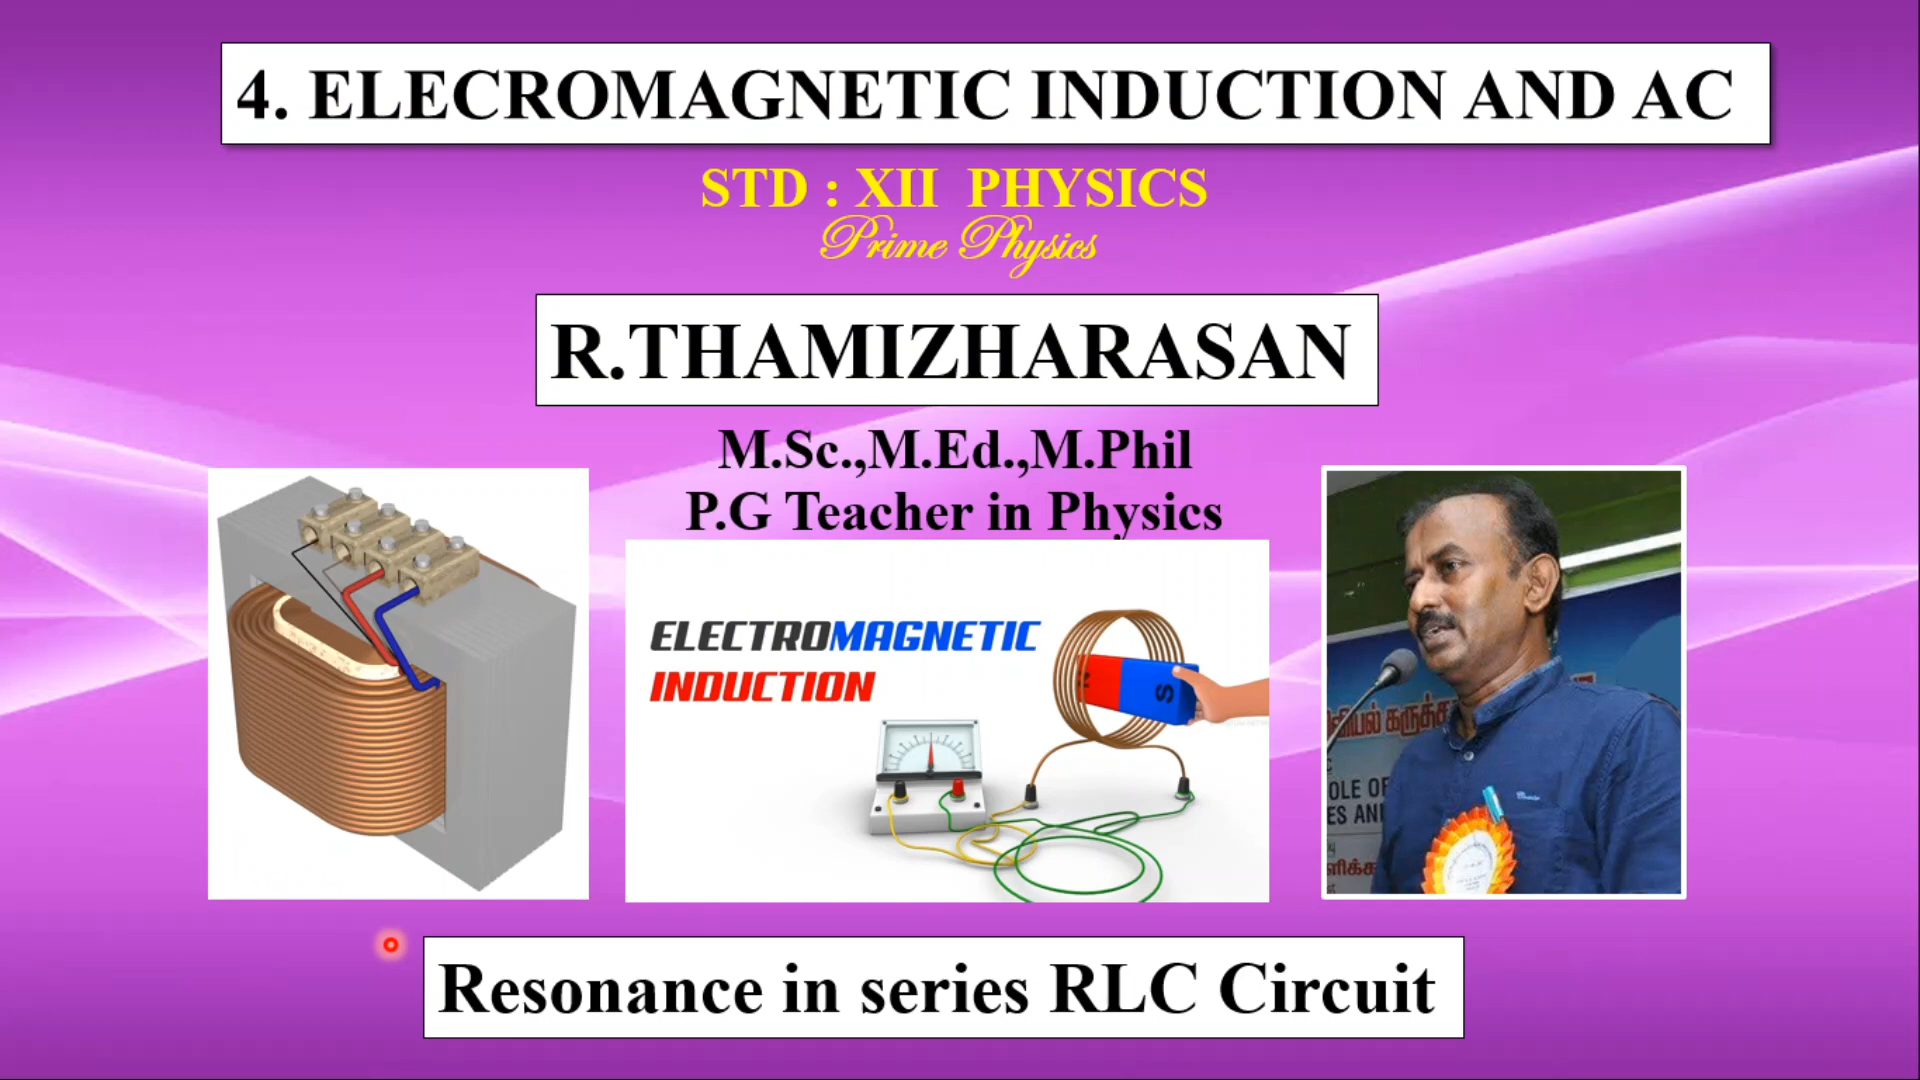 4. ELECROMAGNETIC INDUCTION AND AC
STD : XII PHYSICS
Prime Physics
R.THAMIZHARASAN
M.Sc.,M.Ed.,M.Phil
P.G Teacher in Physics
ELECTROMAGNETIC
INDUCTION
N
S
OLE OF
ES AN
Resonance in series RLC Circuit